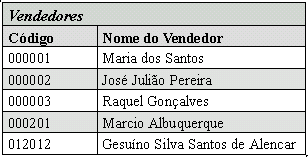 Vendedores
Código Nome do Vendedor
000001 Maria dos Santos
000002 José Julião Pereira
000003 Raquel Gonçalves
000201 Marcio Albuquerque
012012 Gesuíno Silva Santos de Alencar